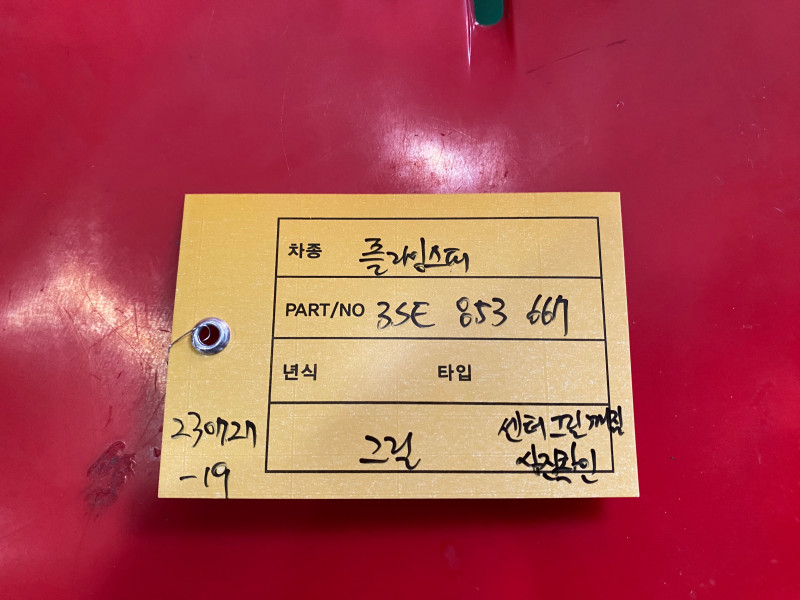 차종 플라잉스퍼
PART/NO 3SE 853 667
년식 타입
230727
-19
그릴
센터그릴깨짐
사진확인